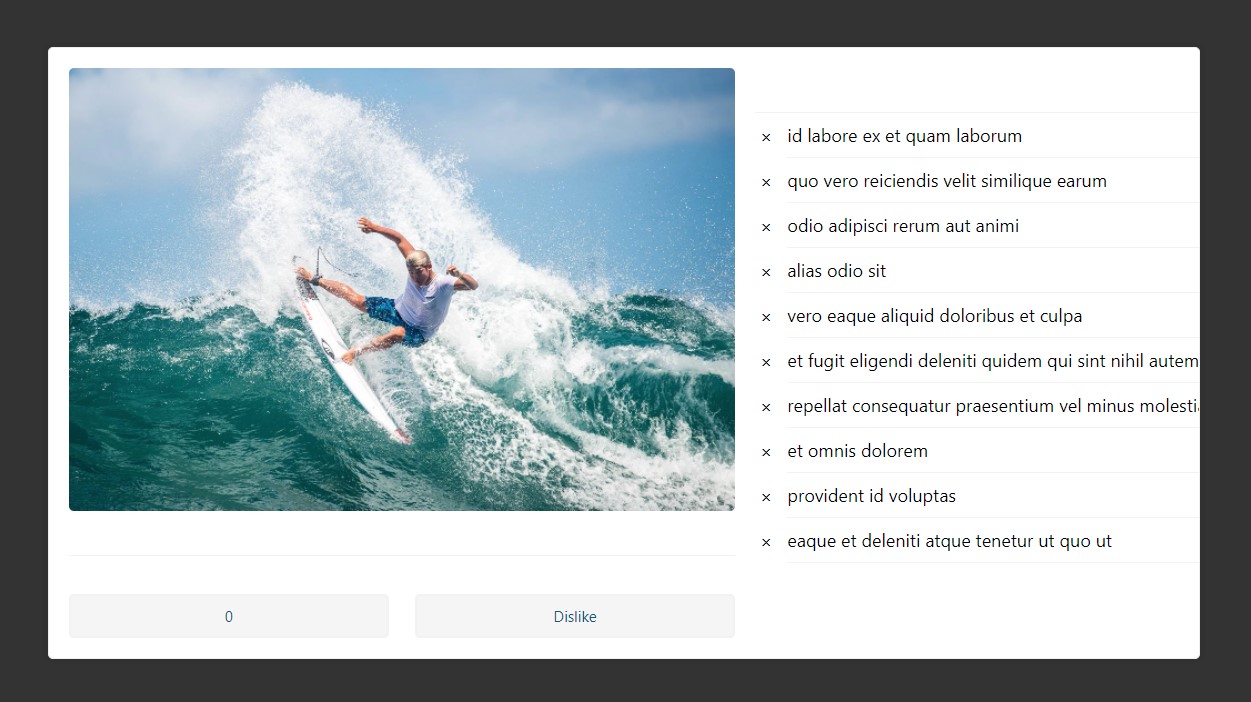 × id labore ex et quam laborum
× quo vero reiciendis velit similique earum
× odio adipisci rerum aut animi
× alias odio sit
× vero eaque aliquid doloribus et culpa
× et fugit eligendi deleniti quidem qui sint nihil autem
× repellat consequatur praesentium vel minus
× et omnis dolorem
× provident id voluptas
× eaque et deleniti atque tenetur ut quo ut
0
Dislike